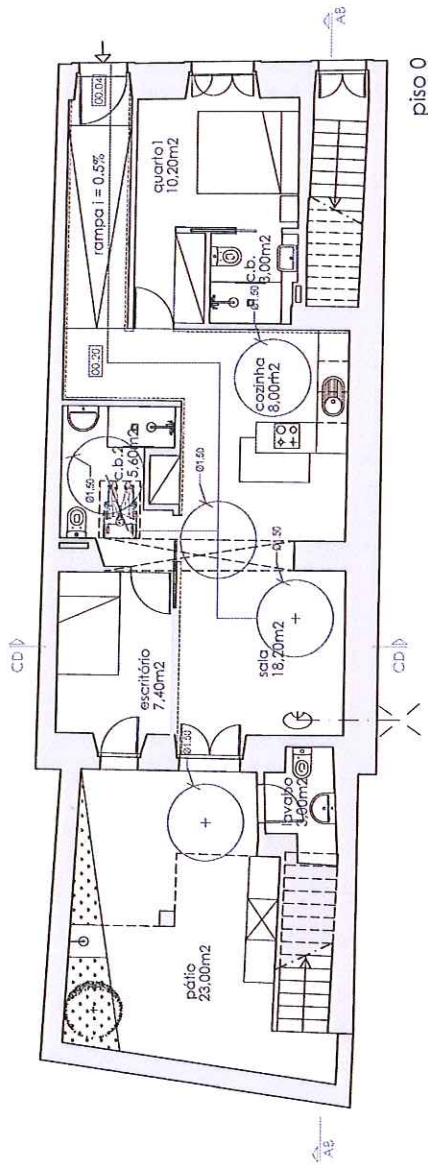 piso 0
AB
AB
CD
CD
00.04
rampa i = 0.5%
00.20
quarto1
10,20m2
c.b.
3,00m2
Ø1.50
cozinha
8,00m2
c.b.2
5,60m2
Ø1.50
Ø1.50
Ø1.50
sala
18,20m2
escritório
7,40m2
Ø1.50
lavabo
3,00m2
pátio
23,00m2